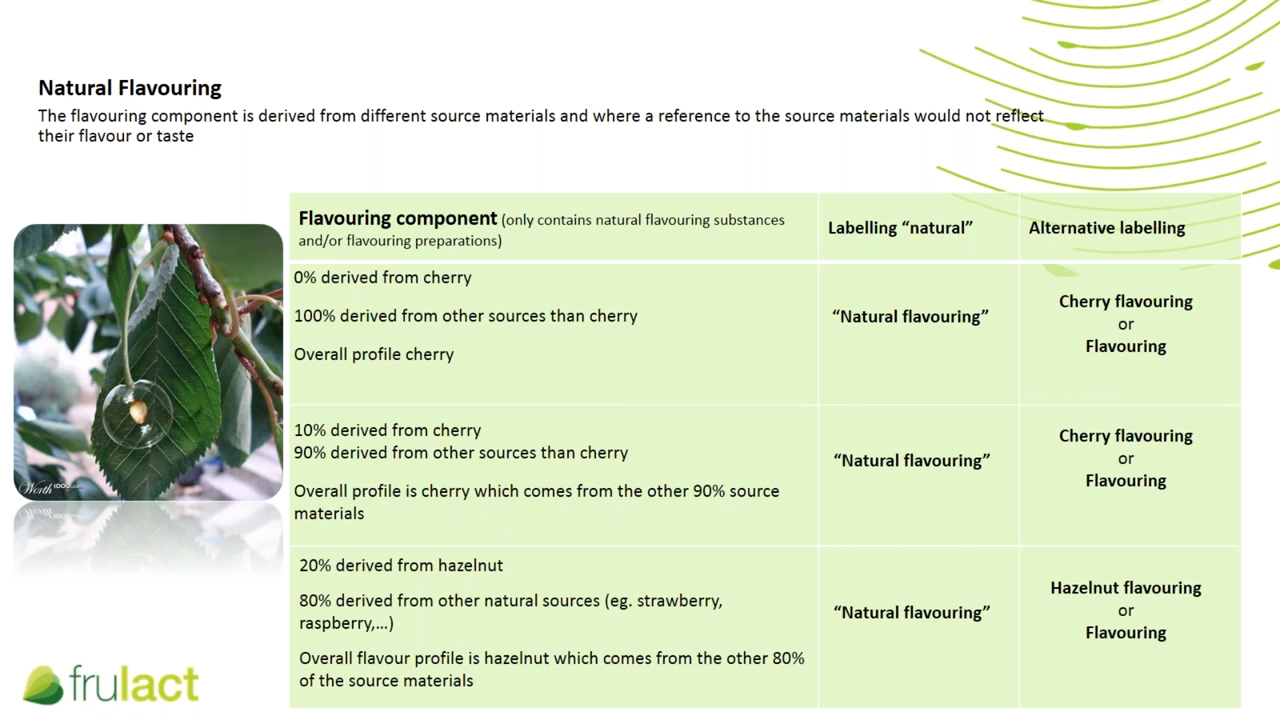 Natural Flavouring
The flavouring component is derived from different source materials and where a reference to the source materials would not reflect
their flavour or taste
Flavouring component (only contains natural flavouring substances
and/or flavouring preparations)
Labelling “natural”
Alternative labelling
0% derived from cherry
100% derived from other sources than cherry
Overall profile cherry
“Natural flavouring”
Cherry flavouring
or
Flavouring
10% derived from cherry
90% derived from other sources than cherry
Overall profile is cherry which comes from the other 90% source
materials
“Natural flavouring”
Cherry flavouring
or
Flavouring
20% derived from hazelnut
80% derived from other natural sources (eg. strawberry,
raspberry,...)
Overall flavour profile is hazelnut which comes from the other 80%
of the source materials
“Natural flavouring”
Hazelnut flavouring
or
Flavouring
Worth1000
frulact